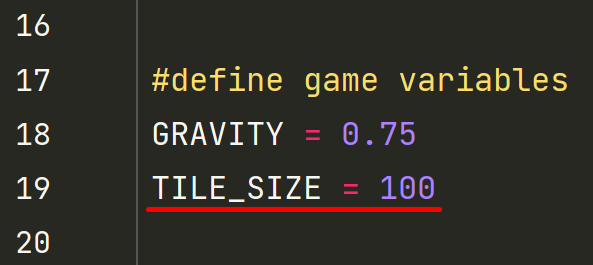 16
17 #define game variables
18 GRAVITY = 0.75
19 TILE_SIZE = 100
20